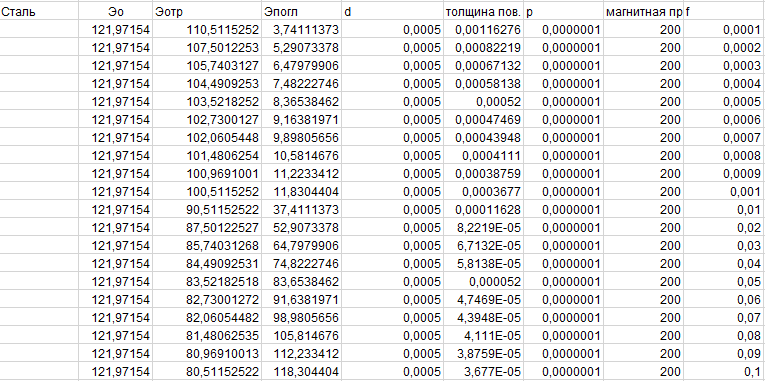 Сталь Эо Эотр Эпогл d толщина пов. p магнитная пр f
121,97154 110,5115252 3,74111373 0,0005 0,00116276 0,0000001 200 0,0001
121,97154 107,5012253 5,29073378 0,0005 0,00082219 0,0000001 200 0,0002
121,97154 105,7403127 6,47979906 0,0005 0,00067132 0,0000001 200 0,0003
121,97154 104,4909253 7,48222746 0,0005 0,00058138 0,0000001 200 0,0004
121,97154 103,5218252 8,36538462 0,0005 0,00052 0,0000001 200 0,0005
121,97154 102,7300127 9,16381971 0,0005 0,00047469 0,0000001 200 0,0006
121,97154 102,0605448 9,89805656 0,0005 0,00043948 0,0000001 200 0,0007
121,97154 101,4806254 10,5814676 0,0005 0,0004111 0,0000001 200 0,0008
121,97154 100,9691001 11,2233412 0,0005 0,00038759 0,0000001 200 0,0009
121,97154 100,5115252 11,8304404 0,0005 0,0003677 0,0000001 200 0,001
121,97154 90,51152522 37,4111373 0,0005 0,00011628 0,0000001 200 0,01
121,97154 87,50122527 52,9073378 0,0005 8,2219E-05 0,0000001 200 0,02
121,97154 85,74031268 64,7979906 0,0005 6,7132E-05 0,0000001 200 0,03
121,97154 84,49092531 74,8222746 0,0005 5,8138E-05 0,0000001 200 0,04
121,97154 83,52182518 83,6538462 0,0005 0,000052 0,0000001 200 0,05
121,97154 82,73001272 91,6381971 0,0005 4,7469E-05 0,0000001 200 0,06
121,97154 82,06054482 98,9805656 0,0005 4,3948E-05 0,0000001 200 0,07
121,97154 81,48062535 105,814676 0,0005 4,111E-05 0,0000001 200 0,08
121,97154 80,96910013 112,233412 0,0005 3,8759E-05 0,0000001 200 0,09
121,97154 80,51152522 118,304404 0,0005 3,677E-05 0,0000001 200 0,1